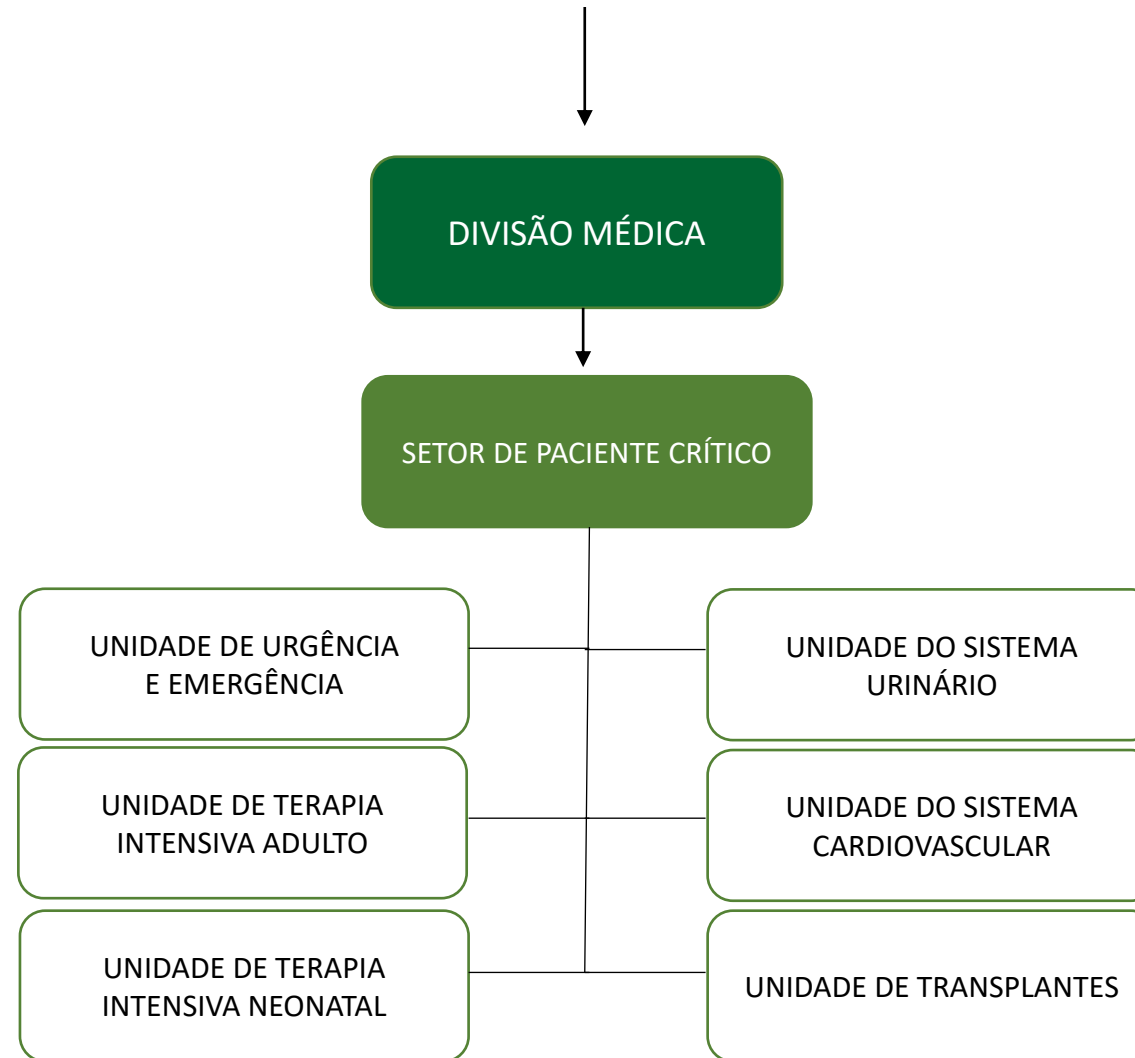 DIVISÃO MÉDICA
SETOR DE PACIENTE CRÍTICO
UNIDADE DE URGÊNCIA
E EMERGÊNCIA
UNIDADE DO SISTEMA
URINÁRIO
UNIDADE DE TERAPIA
INTENSIVA ADULTO
UNIDADE DO SISTEMA
CARDIOVASCULAR
UNIDADE DE TERAPIA
INTENSIVA NEONATAL
UNIDADE DE TRANSPLANTES